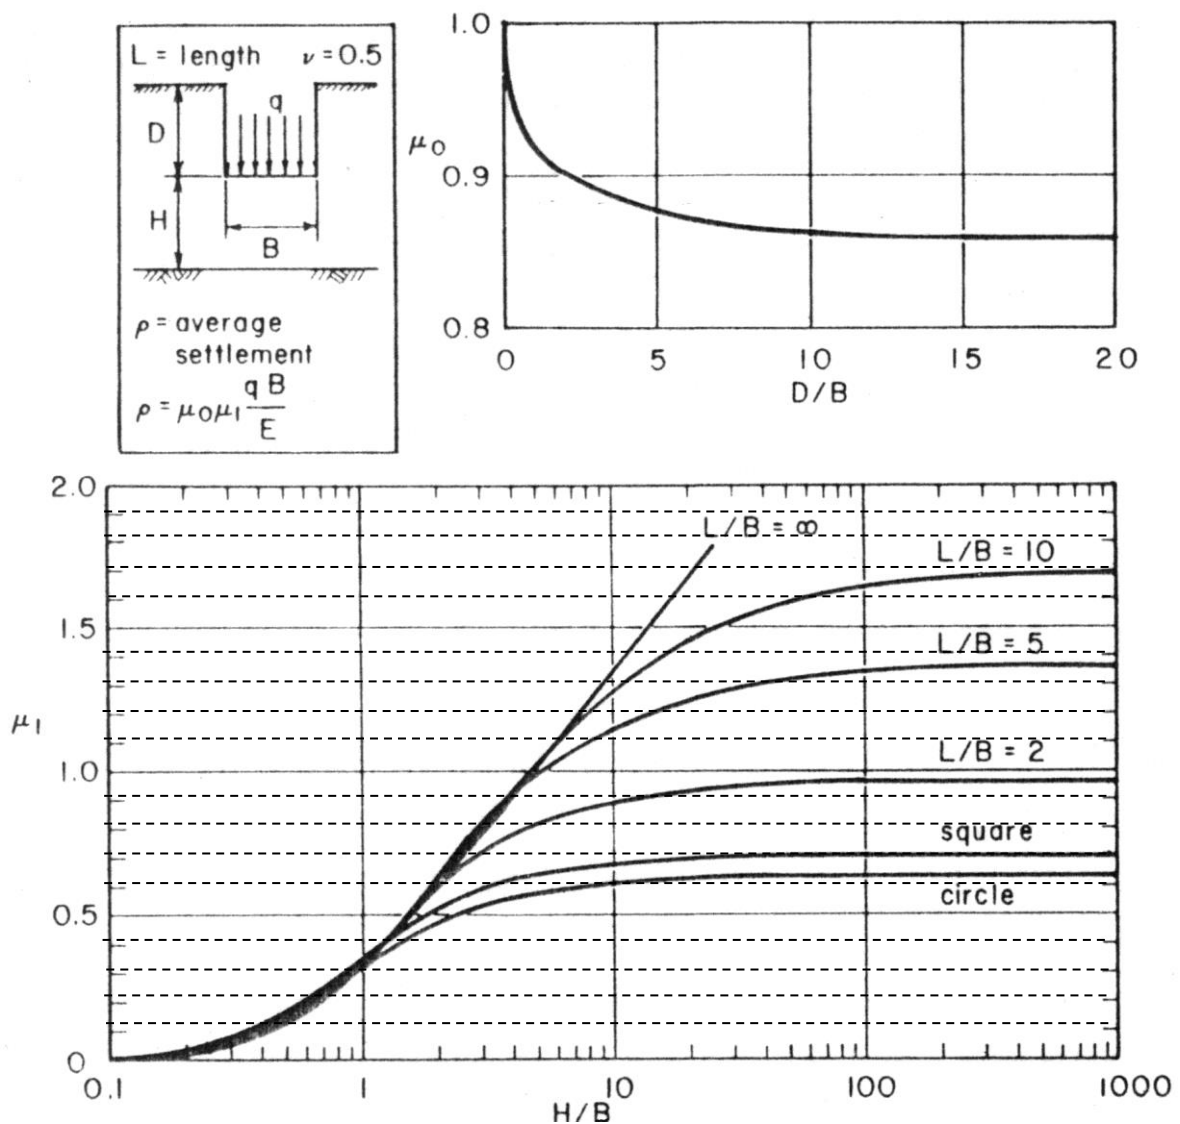 L = length ν = 0.5
q
D
H
B
ρ = average
settlement
ρ = μ0μ1 qB/E
1.0
μ0
0.9
0.8
0 5 10 15 20
D/B
2.0
L/B = ∞
L/B = 10
1.5
L/B = 5
μ1
1.0
L/B = 2
square
0.5
circle
0
0.1 1 10 100 1000
H/B